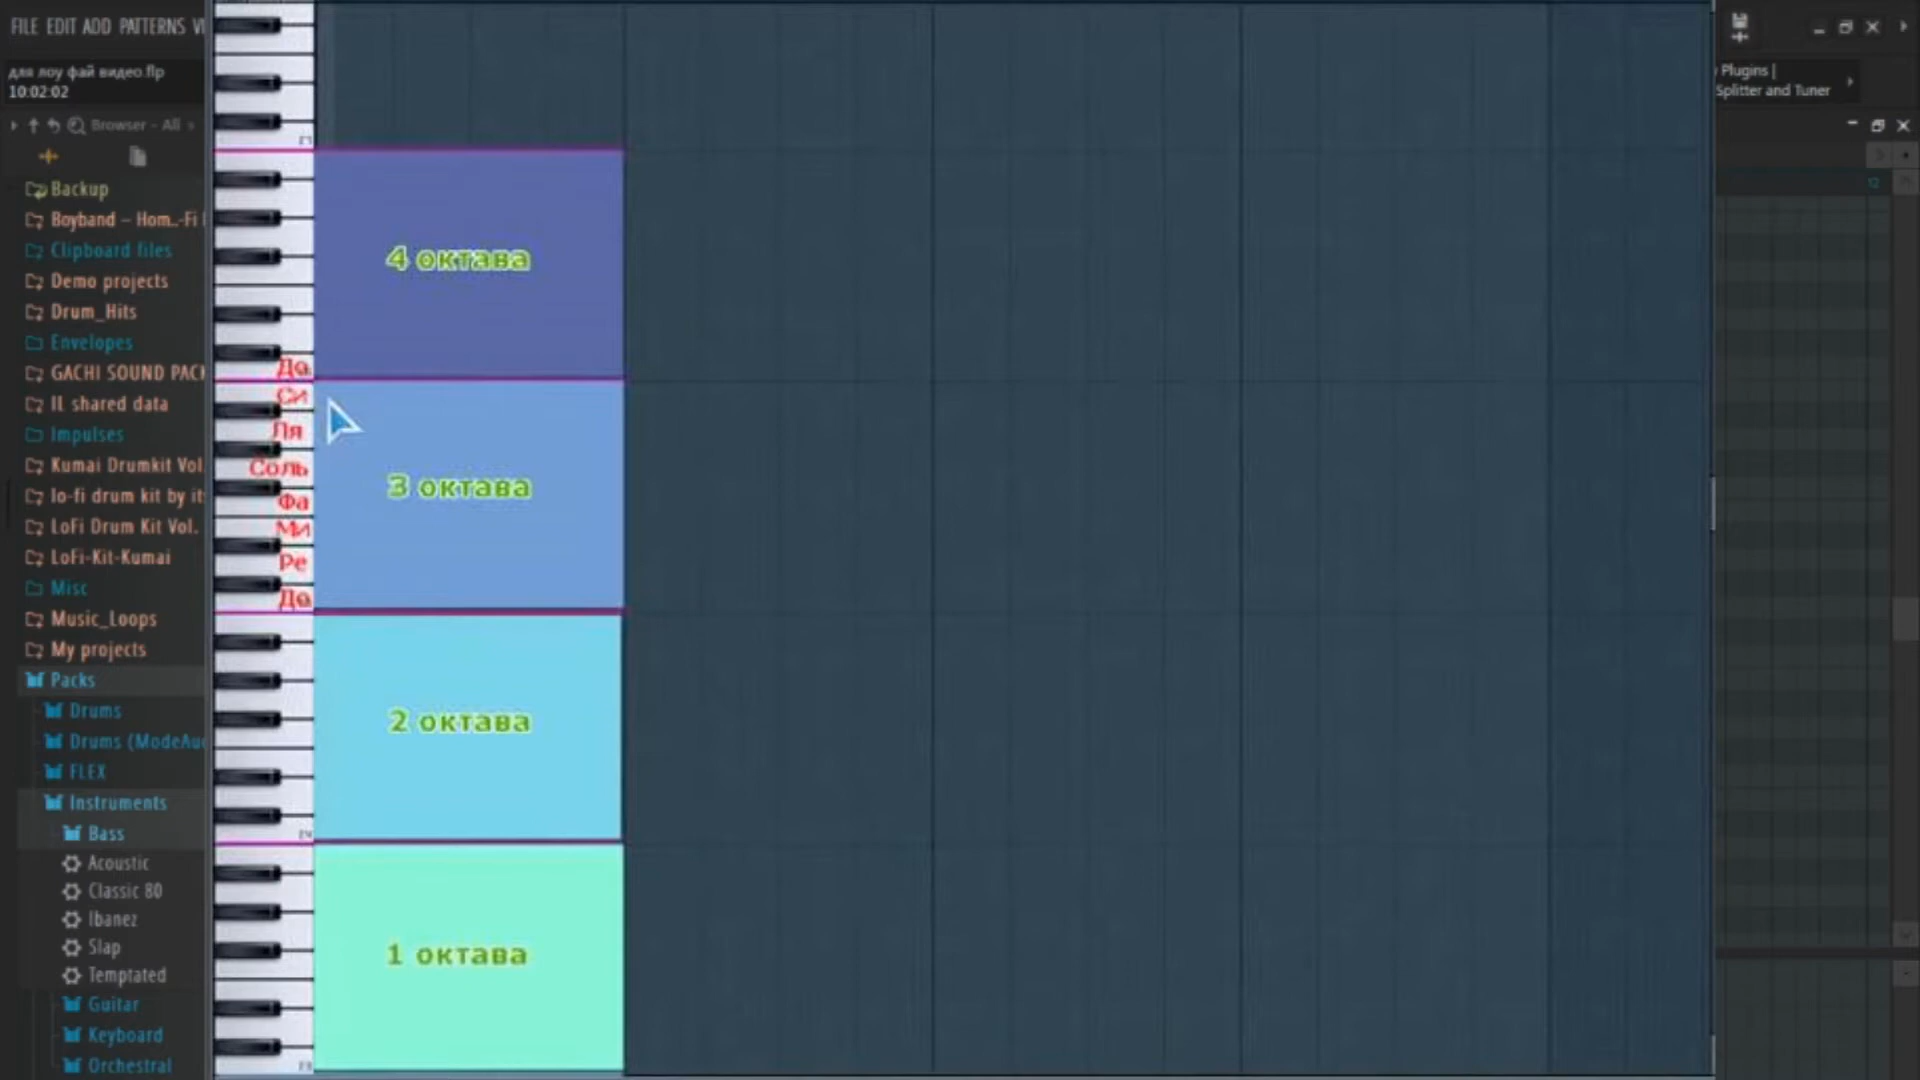 FILE EDIT ADD PATTERNS
для лоу фай видео.flp
10:02:02
Plugins |
Splitter and Tuner
Browser - All
12
Backup
Boyband – Hom..-Fi
Clipboard files
Demo projects
Drum_Hits
Envelopes
GACHI SOUND PACK
IL shared data
Impulses
Kumai Drumkit Vol.
lo-fi drum kit by it
LoFi Drum Kit Vol.
LoFi-Kit-Kumai
Misc
Music_Loops
My projects
Packs
Drums
Drums (ModeAu
FLEX
Instruments
Bass
Acoustic
Classic 80
Ibanez
Slap
Temptated
Guitar
Keyboard
Orchestral
До
Си
Ля
Соль
Фа
Ми
Ре
До
4 октава
3 октава
2 октава
1 октава